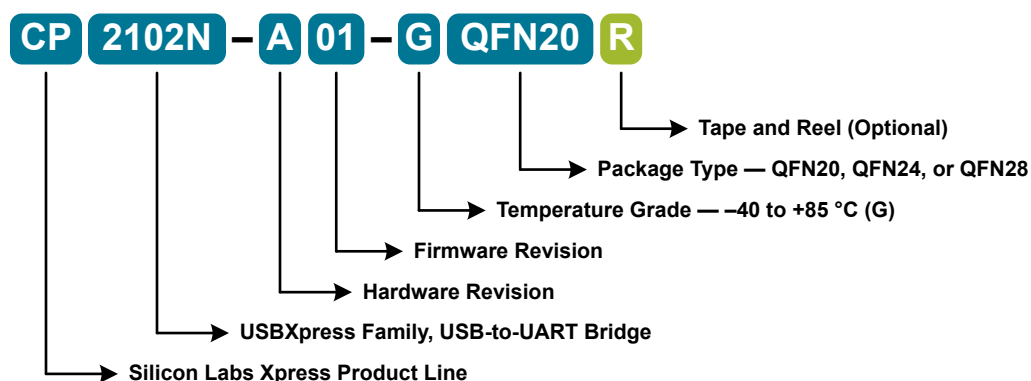 CP 2102N – A 01 – G QFN20 R
Tape and Reel (Optional)
Package Type — QFN20, QFN24, or QFN28
Temperature Grade — –40 to +85 °C (G)
Firmware Revision
Hardware Revision
USBXpress Family, USB-to-UART Bridge
Silicon Labs Xpress Product Line